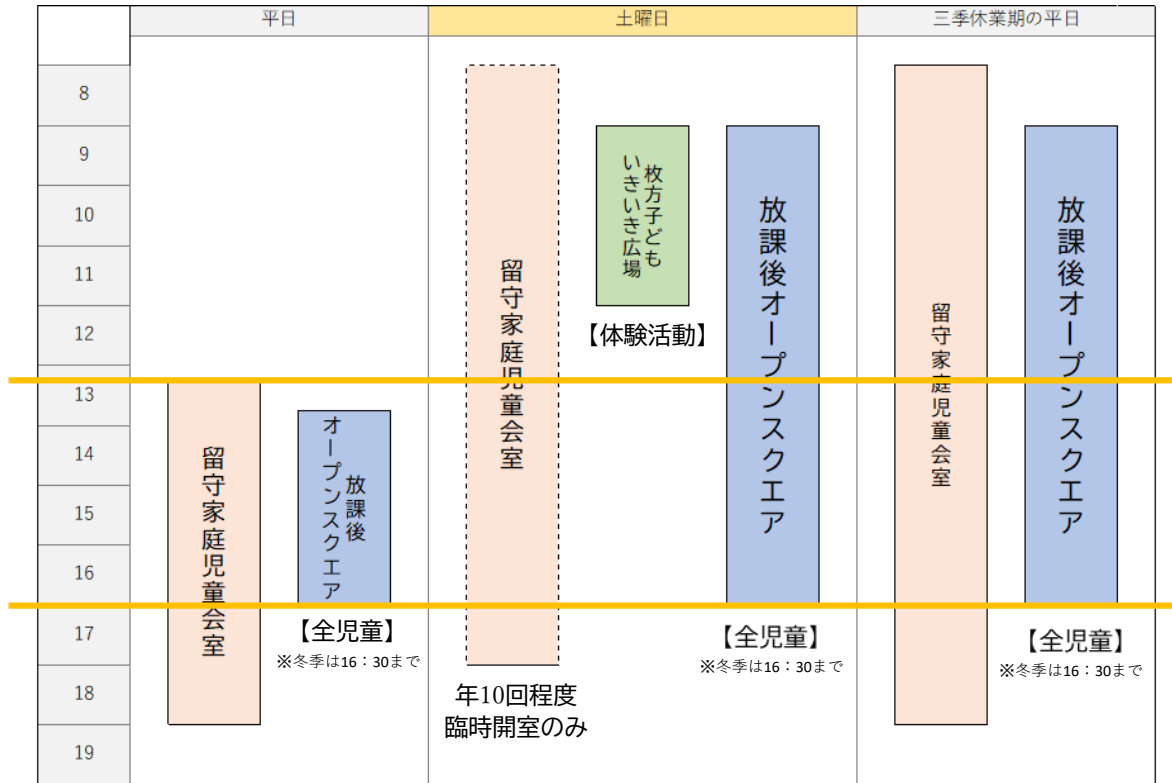 平日
土曜日
三季休業期の平日
8
9
10
11
12
13
14
15
16
17
18
19
留守家庭児童会室
放課後
オープンスクエア
【全児童】
※冬季は16：30まで
留守家庭児童会室
年10回程度
臨時開室のみ
枚方子ども
いきいき広場
【体験活動】
放課後オープンスクエア
【全児童】
※冬季は16：30まで
留守家庭児童会室
放課後オープンスクエア
【全児童】
※冬季は16：30まで